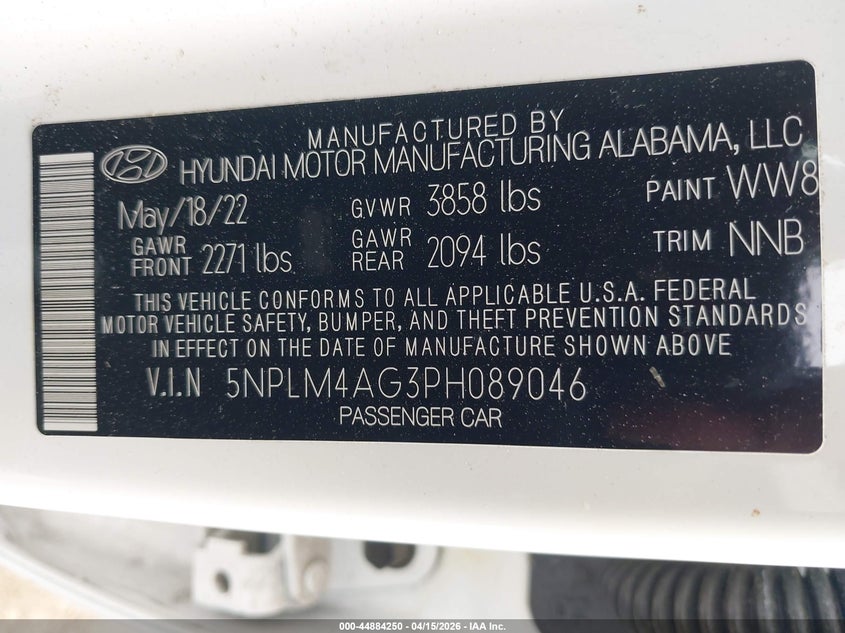 MANUFACTURED BY
HYUNDAI MOTOR MANUFACTURING ALABAMA, LLC
May/18/22 GVWR 3858 lbs PAINT WW8
GAWR FRONT 2271 lbs GAWR REAR 2094 lbs TRIM NNB
THIS VEHICLE CONFORMS TO ALL APPLICABLE U.S.A. FEDERAL
MOTOR VEHICLE SAFETY, BUMPER, AND THEFT PREVENTION STANDARDS
IN EFFECT ON THE DATE OF MANUFACTURE SHOWN ABOVE
V.I.N 5NPLM4AG3PH089046
PASSENGER CAR
000-44884250 - 04/15/2026 - IAA Inc.